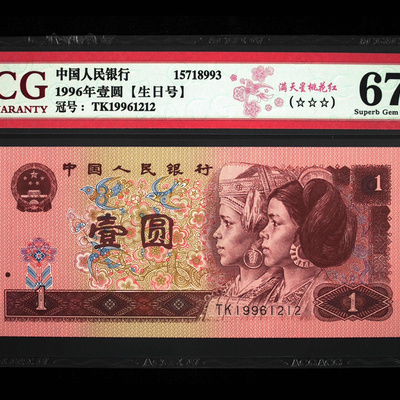 CG
WARRANTY
中国人民银行
1996年壹圆【生日号】
冠号： TK19961212
15718993
满天星桃花红
(☆☆☆)
67
Superb Gem
中国人民银行
1
壹圆
1
TK19961212
1